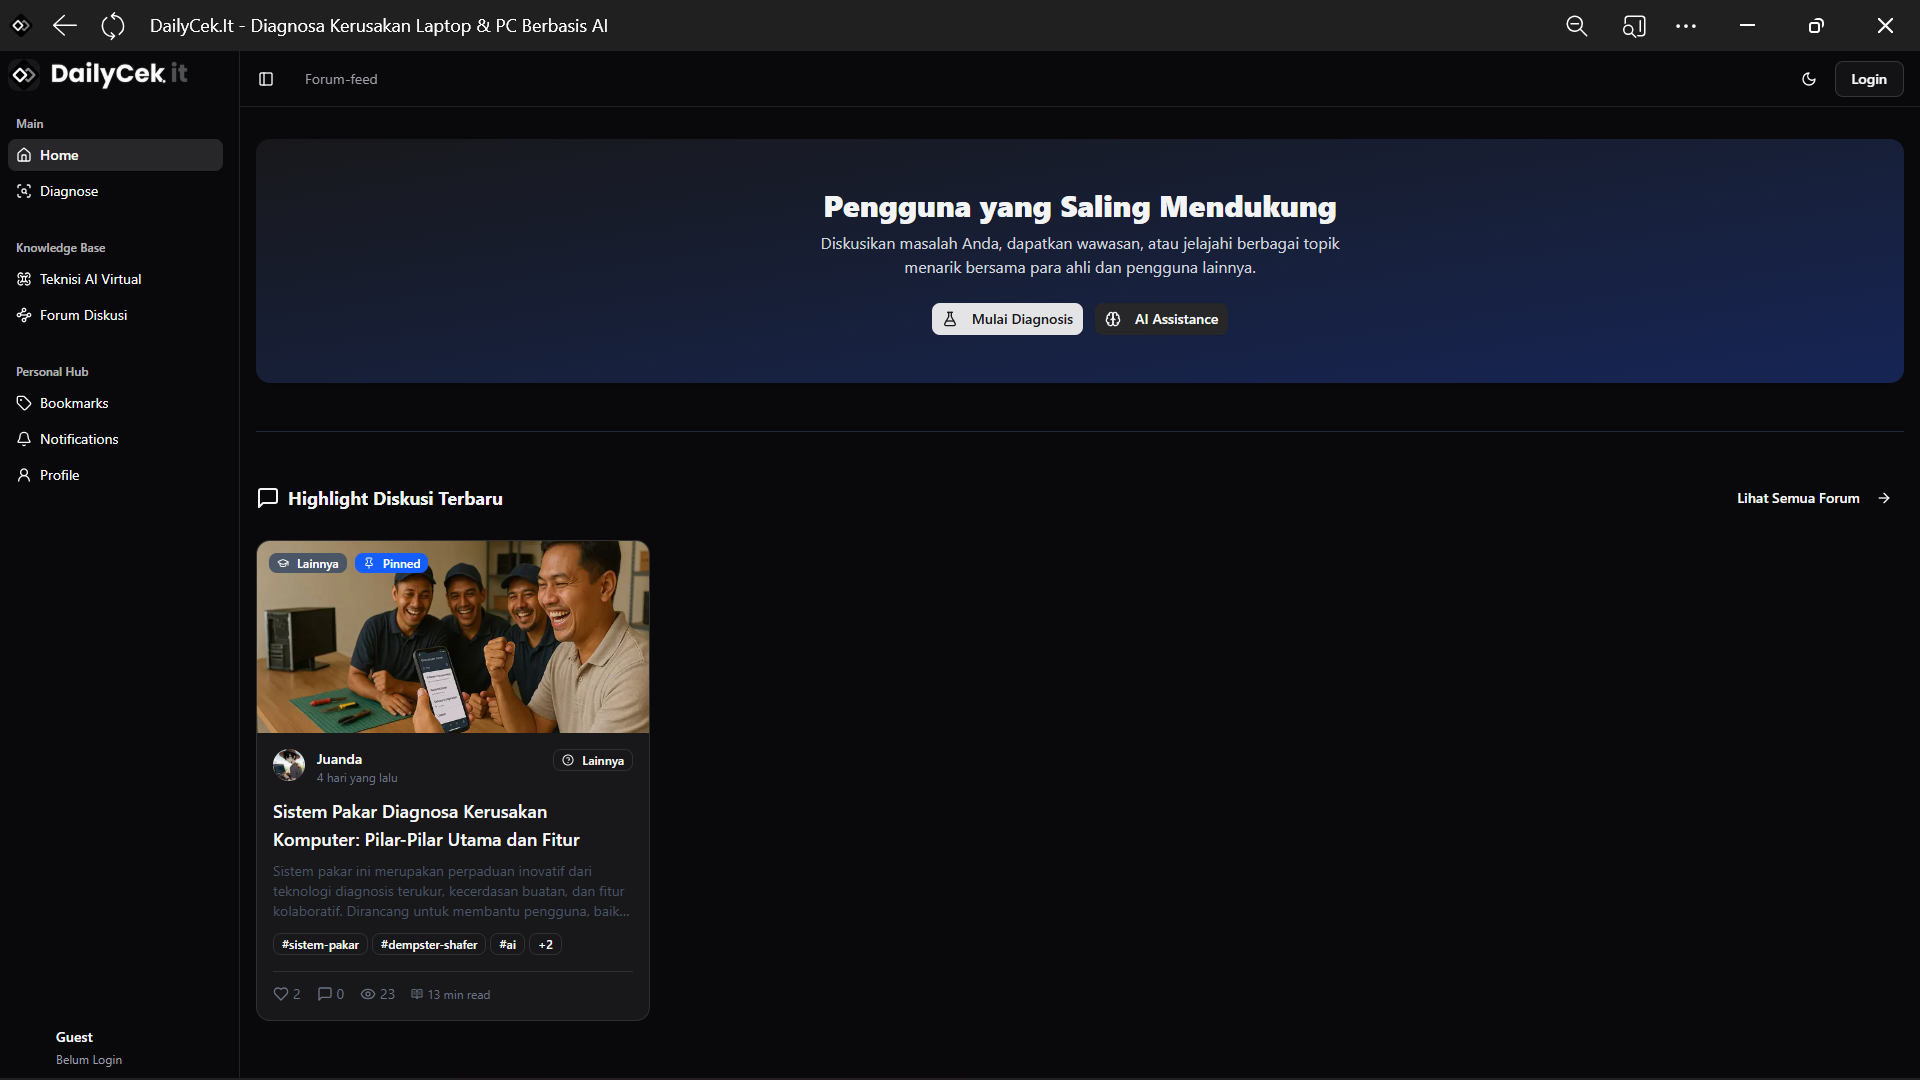 DailyCek.It - Diagnosa Kerusakan Laptop & PC Berbasis AI
DailyCek.it
Main
Home
Diagnose
Knowledge Base
Teknisi AI Virtual
Forum Diskusi
Personal Hub
Bookmarks
Notifications
Profile
Guest
Belum Login
Forum-feed
Login
Pengguna yang Saling Mendukung
Diskusikan masalah Anda, dapatkan wawasan, atau jelajahi berbagai topik
menarik bersama para ahli dan pengguna lainnya.
Mulai Diagnosis
AI Assistance
Highlight Diskusi Terbaru
Lihat Semua Forum
Lainnya
Pinned
Juanda
4 hari yang lalu
Lainnya
Sistem Pakar Diagnosa Kerusakan
Komputer: Pilar-Pilar Utama dan Fitur
Sistem pakar ini merupakan perpaduan inovatif dari
teknologi diagnosis terukur, kecerdasan buatan, dan fitur
kolaboratif. Dirancang untuk membantu pengguna, baik...
#sistem-pakar
#dempster-shafer
#ai
+2
2
0
23
13 min read